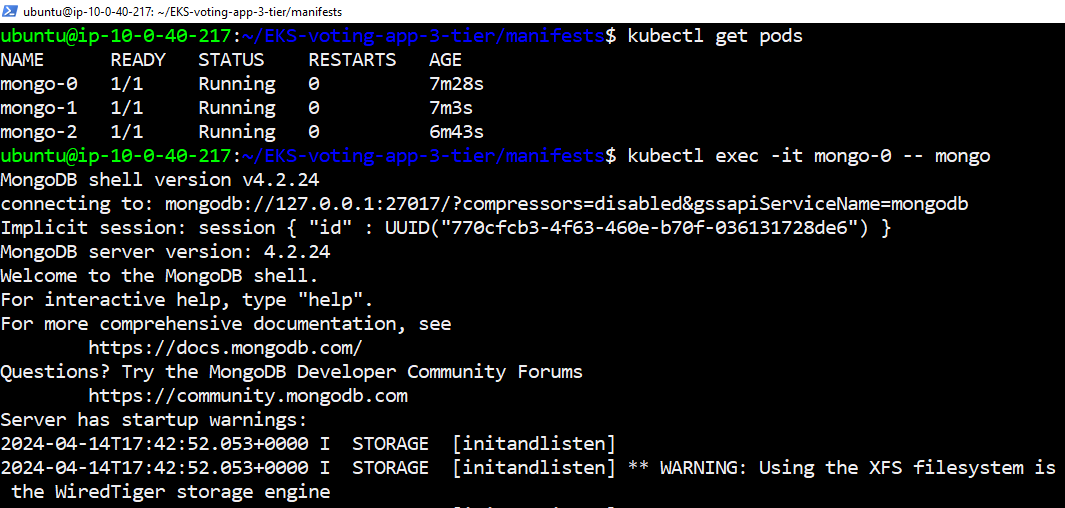 ubuntu@ip-10-0-40-217: ~/EKS-voting-app-3-tier/manifests
ubuntu@ip-10-0-40-217:~/EKS-voting-app-3-tier/manifests$ kubectl get pods
NAME READY STATUS RESTARTS AGE
mongo-0 1/1 Running 0 7m28s
mongo-1 1/1 Running 0 7m3s
mongo-2 1/1 Running 0 6m43s
ubuntu@ip-10-0-40-217:~/EKS-voting-app-3-tier/manifests$ kubectl exec -it mongo-0 -- mongo
MongoDB shell version v4.2.24
connecting to: mongodb://127.0.0.1:27017/?compressors=disabled&gssapiServiceName=mongodb
Implicit session: session { "id" : UUID("770cfcb3-4f63-460e-b70f-036131728de6") }
MongoDB server version: 4.2.24
Welcome to the MongoDB shell.
For interactive help, type "help".
For more comprehensive documentation, see
https://docs.mongodb.com/
Questions? Try the MongoDB Developer Community Forums
https://community.mongodb.com
Server has startup warnings:
2024-04-14T17:42:52.053+0000 I STORAGE [initandlisten]
2024-04-14T17:42:52.053+0000 I STORAGE [initandlisten] ** WARNING: Using the XFS filesystem is
the WiredTiger storage engine